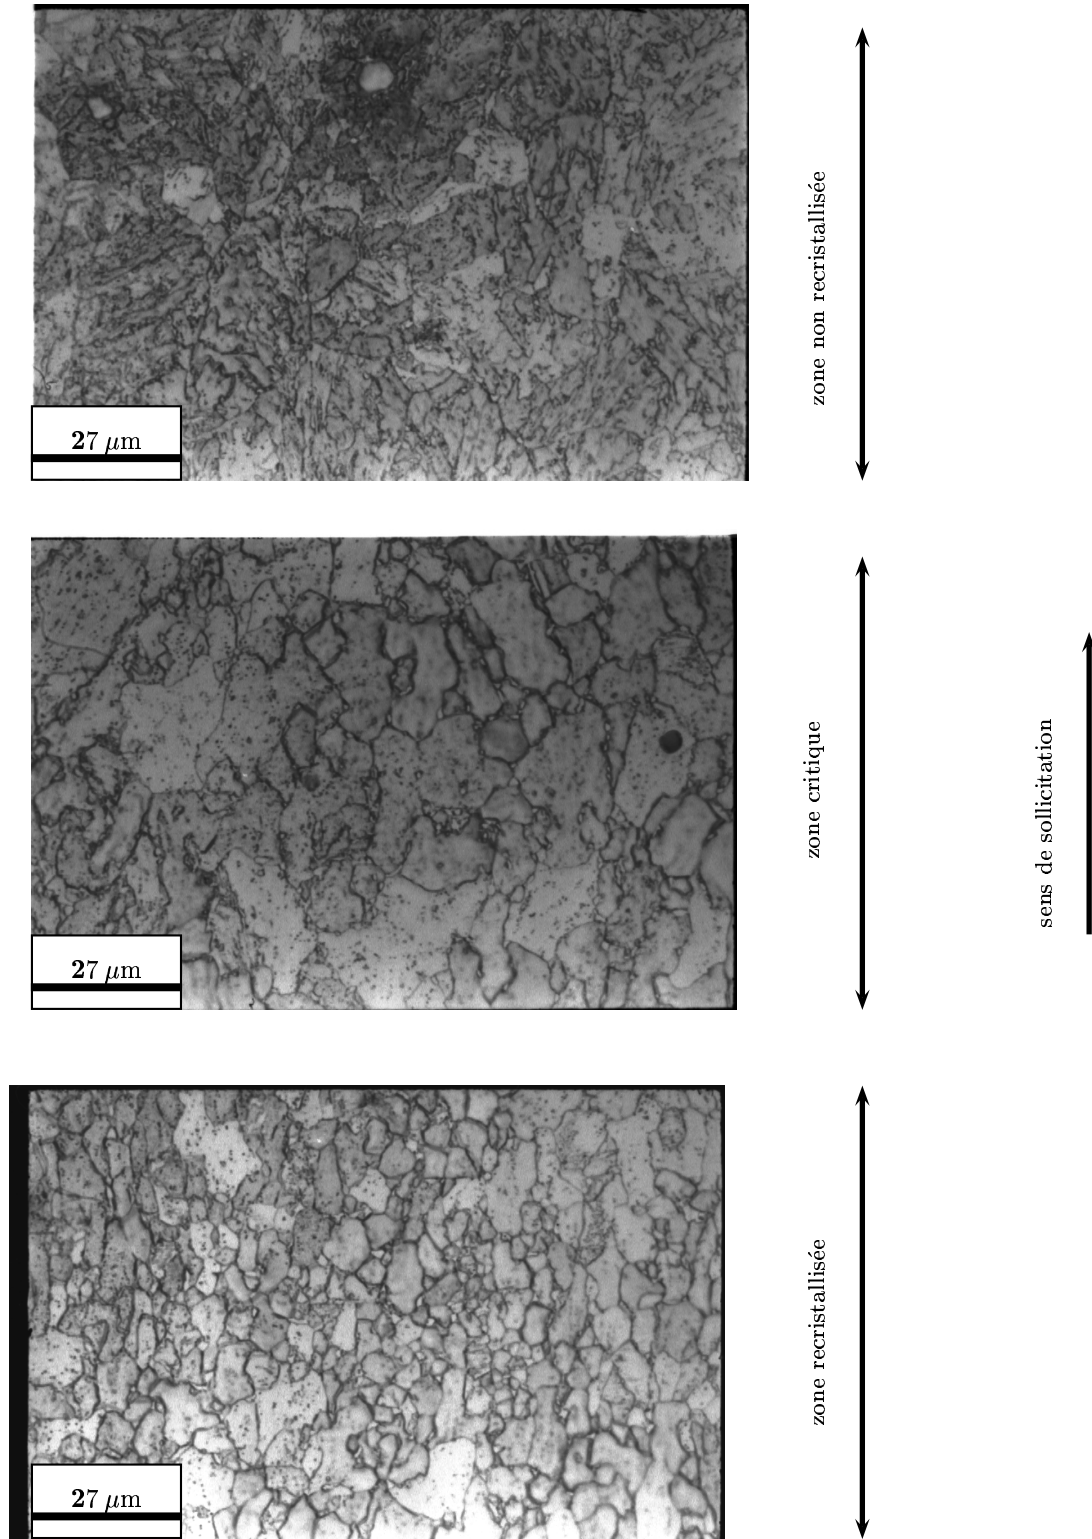 zone non recristallisée
27 µm
zone critique
sens de sollicitation
27 µm
zone recristallisée
27 µm